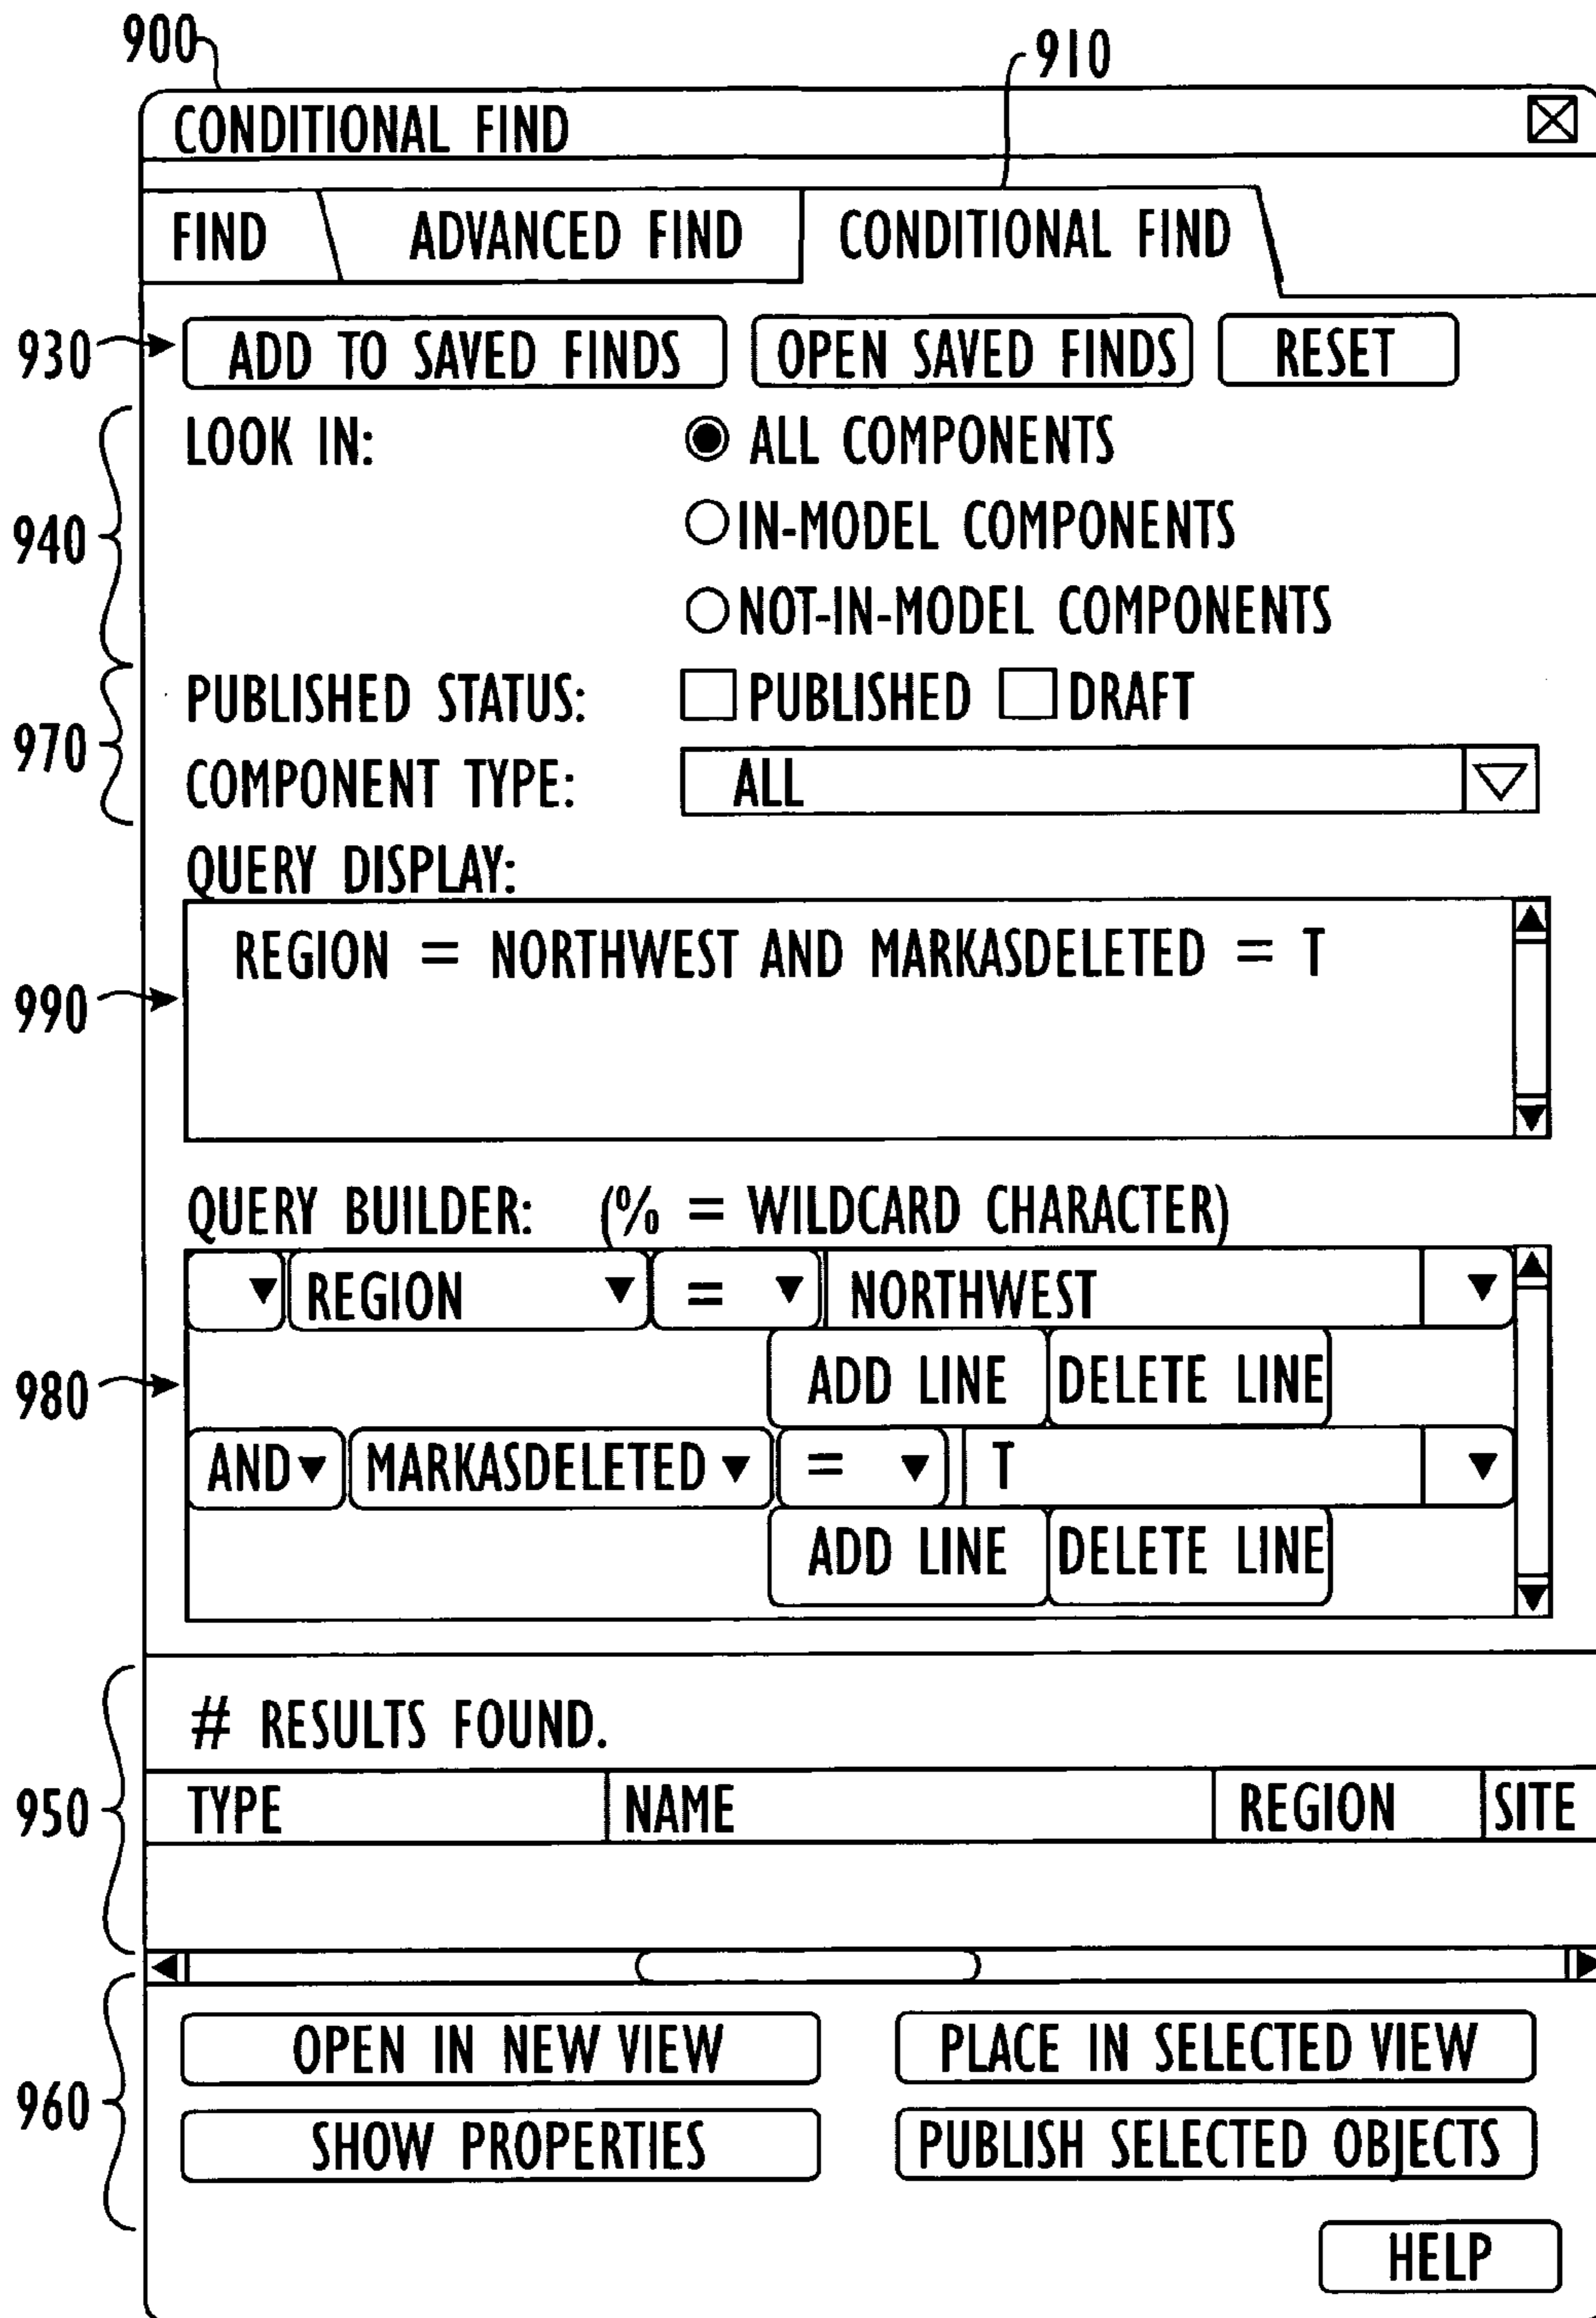 900
910
CONDITIONAL FIND
FIND ADVANCED FIND CONDITIONAL FIND
930
ADD TO SAVED FINDS OPEN SAVED FINDS RESET
940
LOOK IN: ALL COMPONENTS
IN-MODEL COMPONENTS
NOT-IN-MODEL COMPONENTS
970
PUBLISHED STATUS: PUBLISHED DRAFT
COMPONENT TYPE: ALL
QUERY DISPLAY:
990
REGION = NORTHWEST AND MARKASDELETED = T
QUERY BUILDER: (% = WILDCARD CHARACTER)
980
REGION = NORTHWEST
ADD LINE DELETE LINE
AND MARKASDELETED = T
ADD LINE DELETE LINE
950
# RESULTS FOUND.
TYPE NAME REGION SITE
960
OPEN IN NEW VIEW PLACE IN SELECTED VIEW
SHOW PROPERTIES PUBLISH SELECTED OBJECTS
HELP